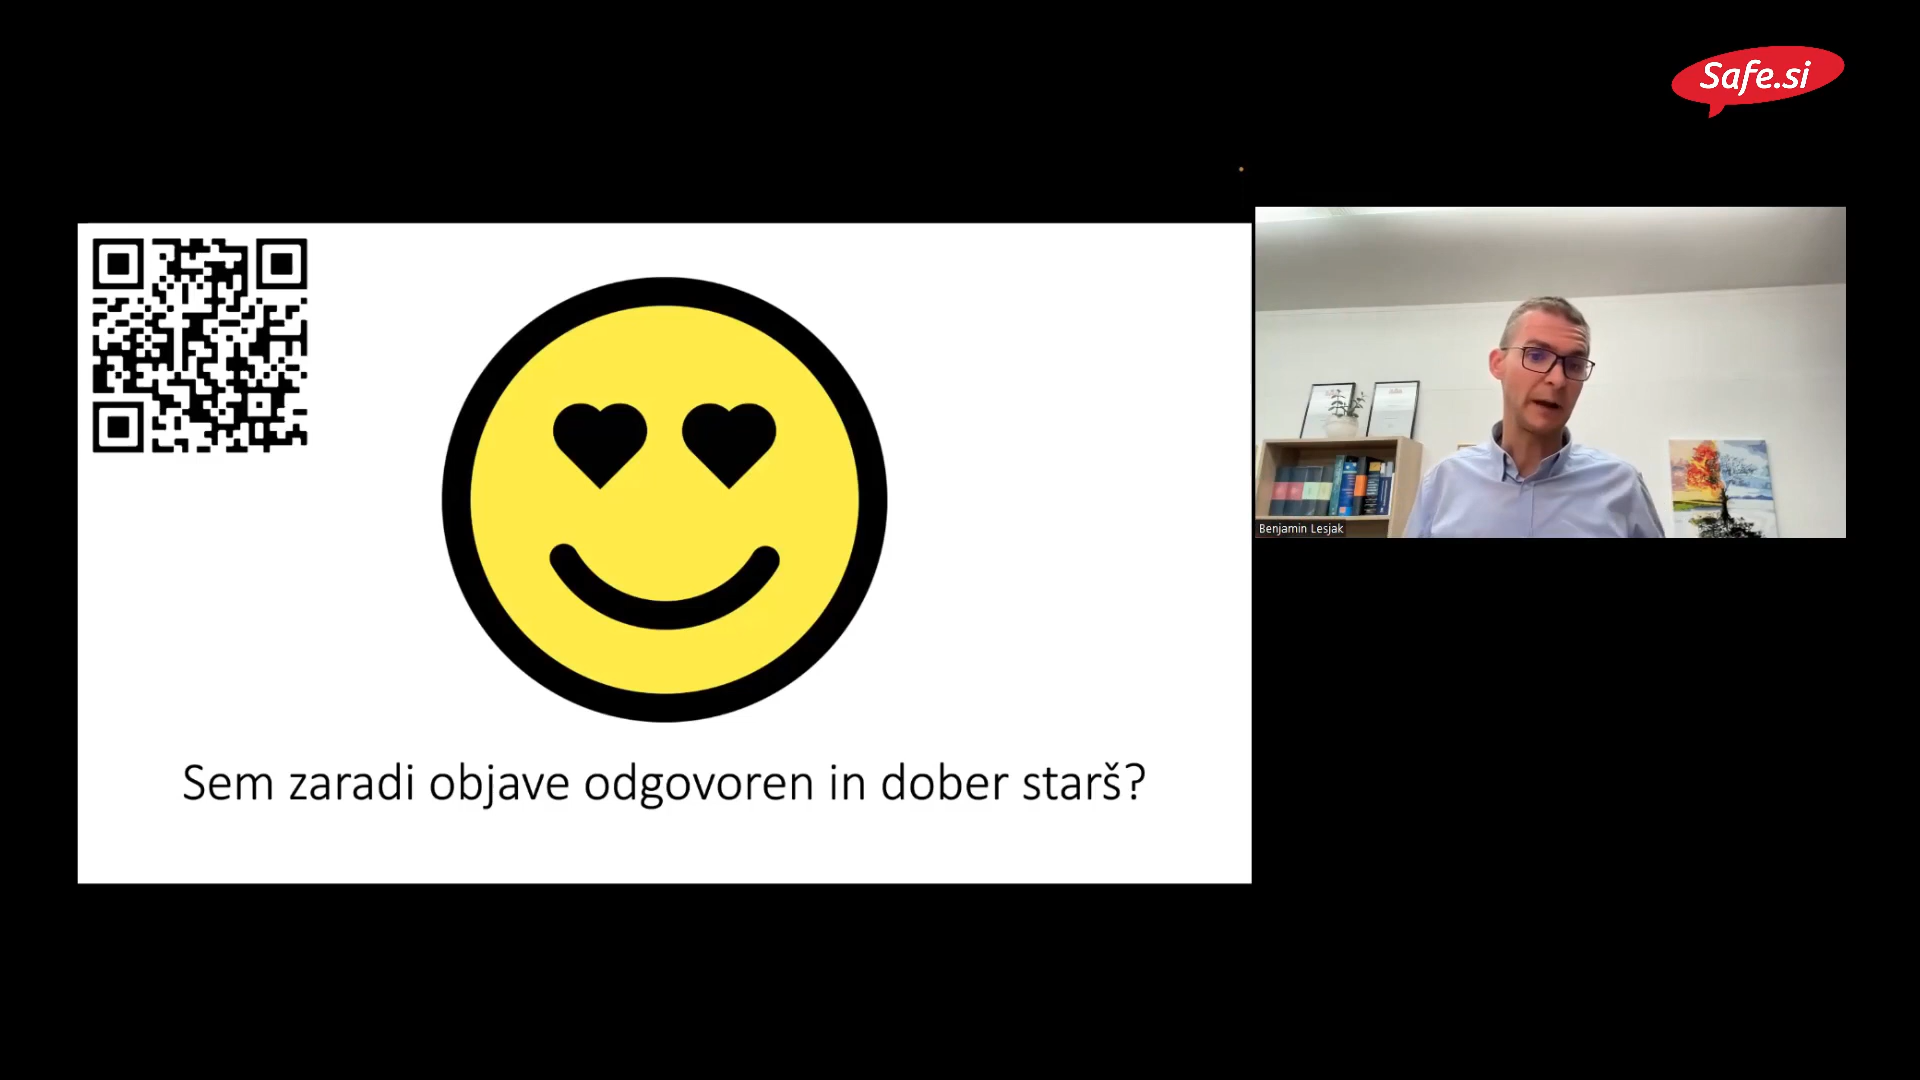 Safe.si
Sem zaradi objave odgovoren in dober starš?
Benjamin Lesjak